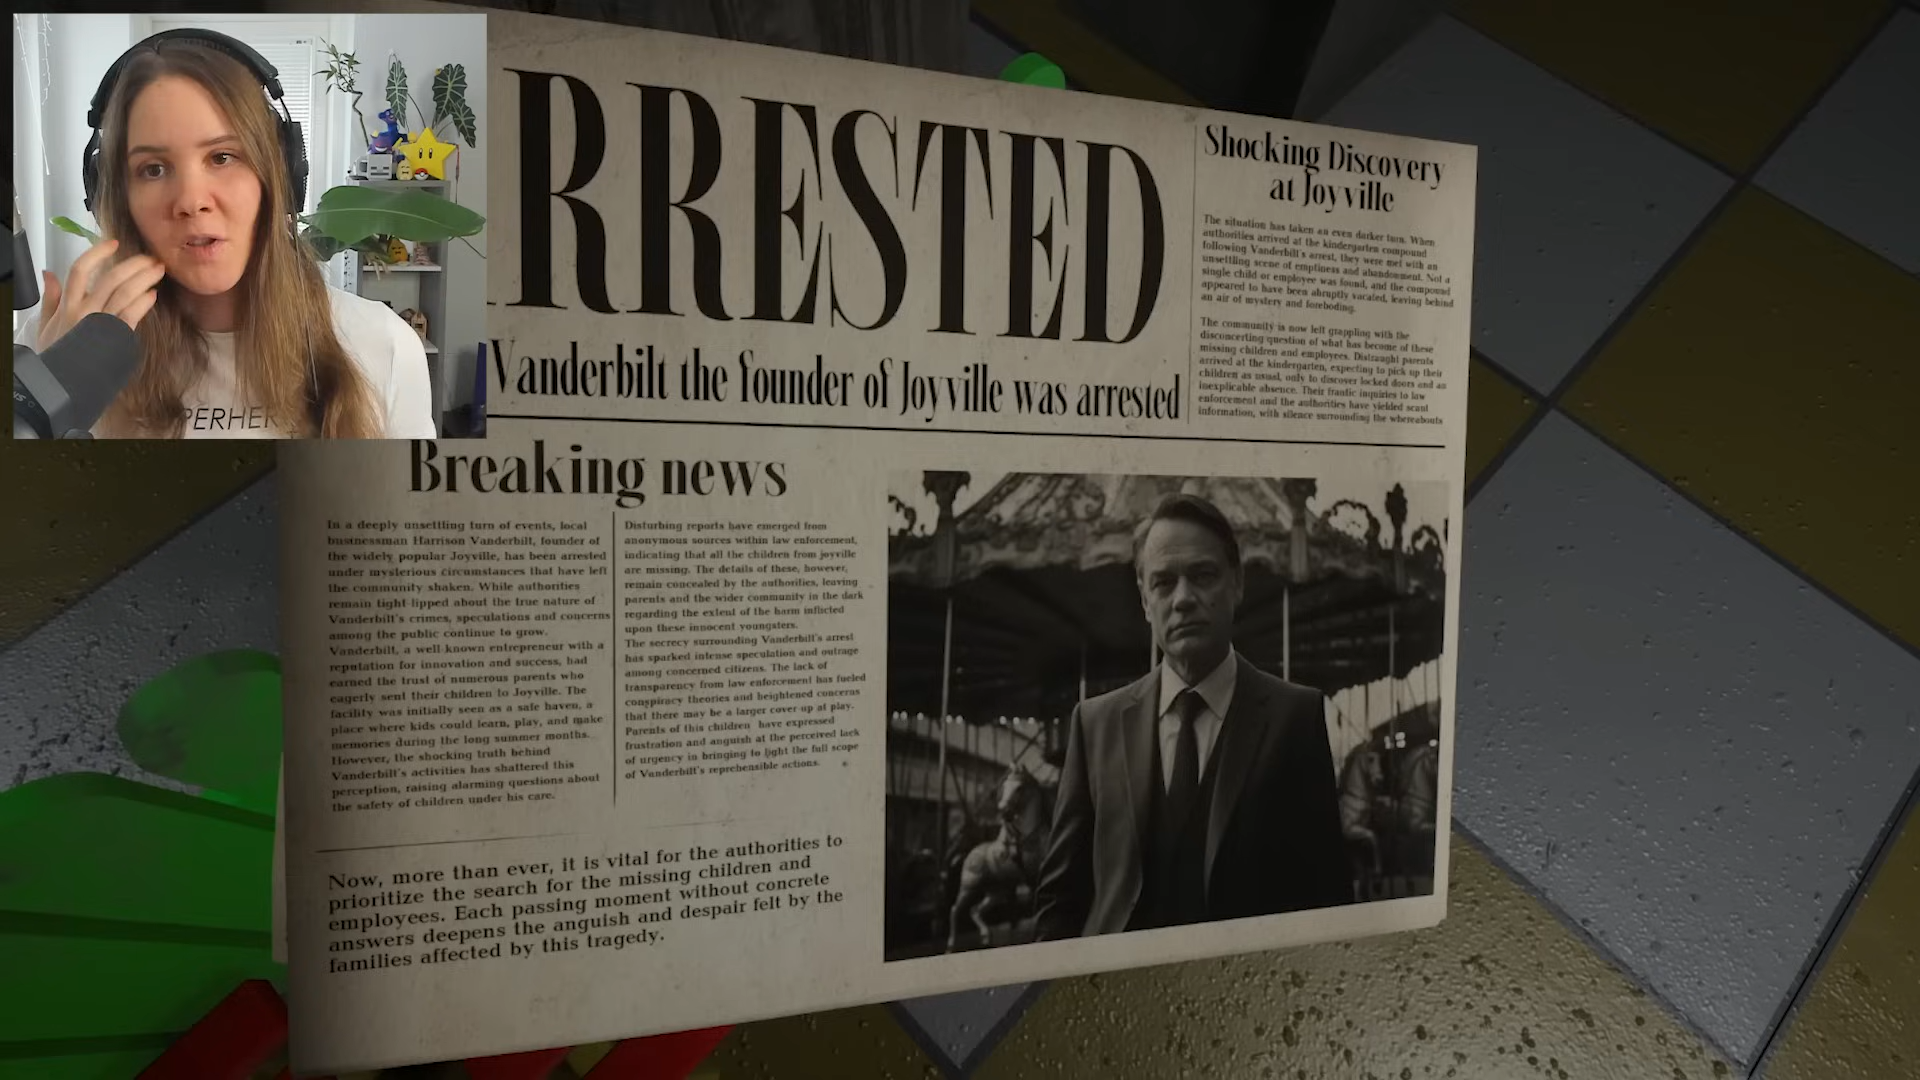 RRESTED
Vanderbilt the founder of Joyville was arrested
Shocking Discovery
at Joyville
The situation has taken an even darker turn. When
authorities arrived at the kindergarten compound
following Vanderbilt's arrest, they were met with an
unsettling scene of emptiness and abandonment. Not a
single child or employee was found, and the compound
appeared to have been abruptly vacated, leaving behind
an air of mystery and foreboding.
The community is now left grappling with the
disconcerting question of what has become of these
missing children and employees. Distraught parents
arrived at the kindergarten, expecting to pick up their
children as usual, only to discover locked doors and an
inexplicable absence. Their frantic inquiries to law
enforcement and the authorities have yielded scant
information, with silence surrounding the whereabouts
Breaking news
In a deeply unsettling turn of events, local
businessman Harrison Vanderbilt, founder of
the widely popular Joyville, has been arrested
under mysterious circumstances that have left
the community shaken. While authorities
remain tight-lipped about the true nature of
Vanderbilt's crimes, speculations and concerns
among the public continue to grow.
Vanderbilt, a well-known entrepreneur with a
reputation for innovation and success, had
earned the trust of numerous parents who
eagerly sent their children to Joyville. The
facility was initially seen as a safe haven, a
place where kids could learn, play, and make
memories during the long summer months.
However, the shocking truth behind
Vanderbilt's activities has shattered this
perception, raising alarming questions about
the safety of children under his care.
Disturbing reports have emerged from
anonymous sources within law enforcement,
indicating that all the children from joyville
are missing. The details of these, however,
remain concealed by the authorities, leaving
parents and the wider community in the dark
regarding the extent of the harm inflicted
upon these innocent youngsters.
The secrecy surrounding Vanderbilt's arrest
has sparked intense speculation and outrage
among concerned citizens. The lack of
transparency from law enforcement has fueled
conspiracy theories and heightened concerns
that there may be a larger cover-up at play.
Parents of this children have expressed
frustration and anguish at the perceived lack
of urgency in bringing to light the full scope
of Vanderbilt's reprehensible actions.
Now, more than ever, it is vital for the authorities to
prioritize the search for the missing children and
employees. Each passing moment without concrete
answers deepens the anguish and despair felt by the
families affected by this tragedy.
PERHER